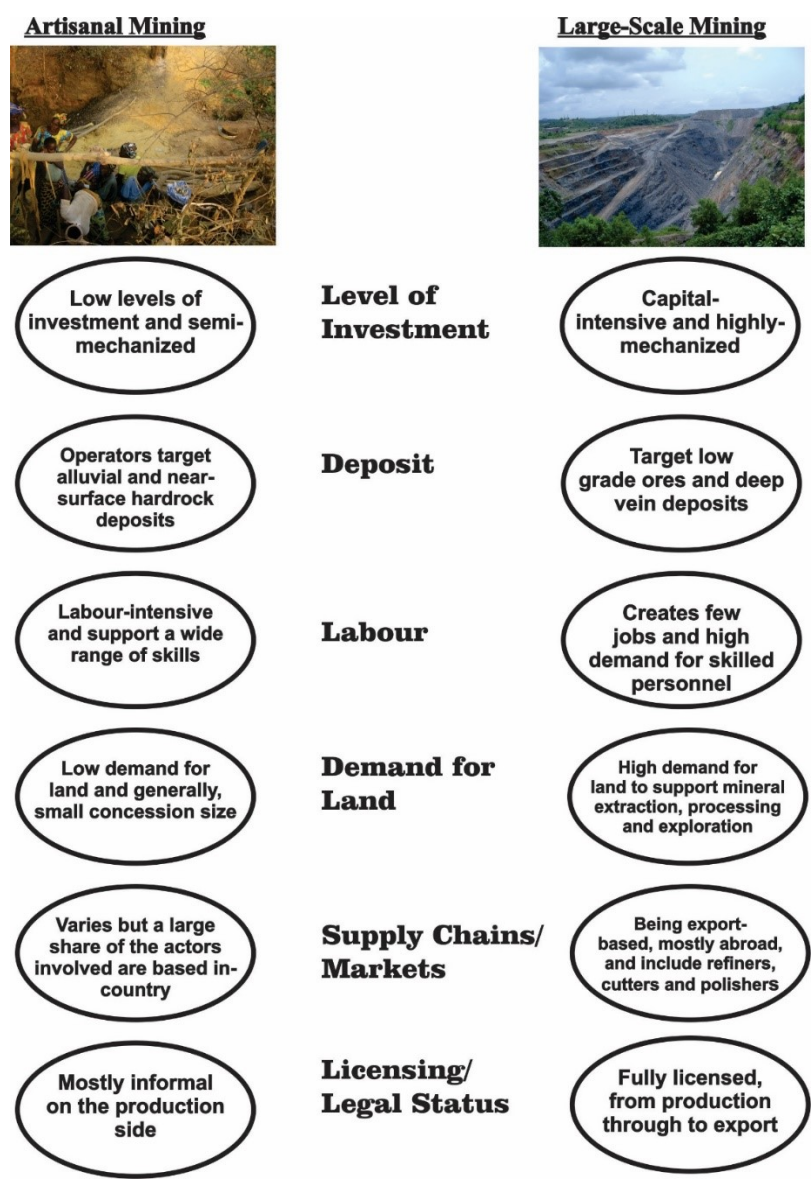 Artisanal Mining
Large-Scale Mining
Low levels of
investment and semi-
mechanized
Level of
Investment
Capital-
intensive and highly-
mechanized
Operators target
alluvial and near-
surface hardrock
deposits
Deposit
Target low
grade ores and deep
vein deposits
Labour-intensive
and support a wide
range of skills
Labour
Creates few
jobs and high
demand for skilled
personnel
Low demand for
land and generally,
small concession size
Demand for
Land
High demand for
land to support mineral
extraction, processing
and exploration
Varies but a large
share of the actors
involved are based in-
country
Supply Chains/
Markets
Being export-
based, mostly abroad,
and include refiners,
cutters and polishers
Mostly informal
on the production
side
Licensing/
Legal Status
Fully licensed,
from production
through to export